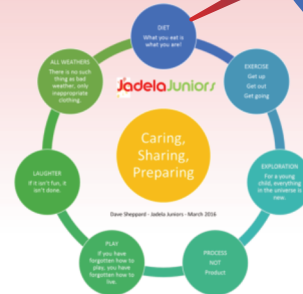 DIET
What you eat is
what you are!
ALL WEATHERS
There is no such
thing as bad
weather, only
inappropriate
clothing.
JadelaJuniors
EXERCISE
Get up
Get out
Get going
Caring,
Sharing,
Preparing
LAUGHTER
If it isn't fun, it
isn't done.
EXPLORATION
For a young
child, everything
in the universe is
new.
Dave Sheppard - Jadela Juniors - March 2016
PLAY
If you have
forgotten how to
play, you have
forgotten how to
live.
PROCESS
NOT
Product